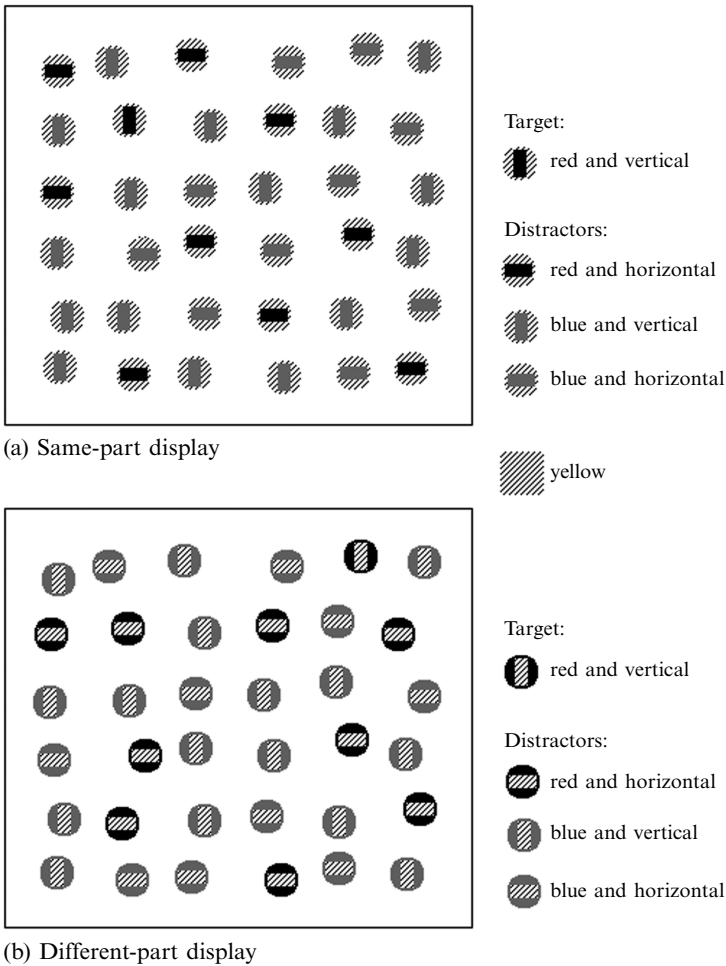 Target:
red and vertical
Distractors:
red and horizontal
blue and vertical
blue and horizontal
(a) Same-part display
yellow
Target:
red and vertical
Distractors:
red and horizontal
blue and vertical
blue and horizontal
(b) Different-part display